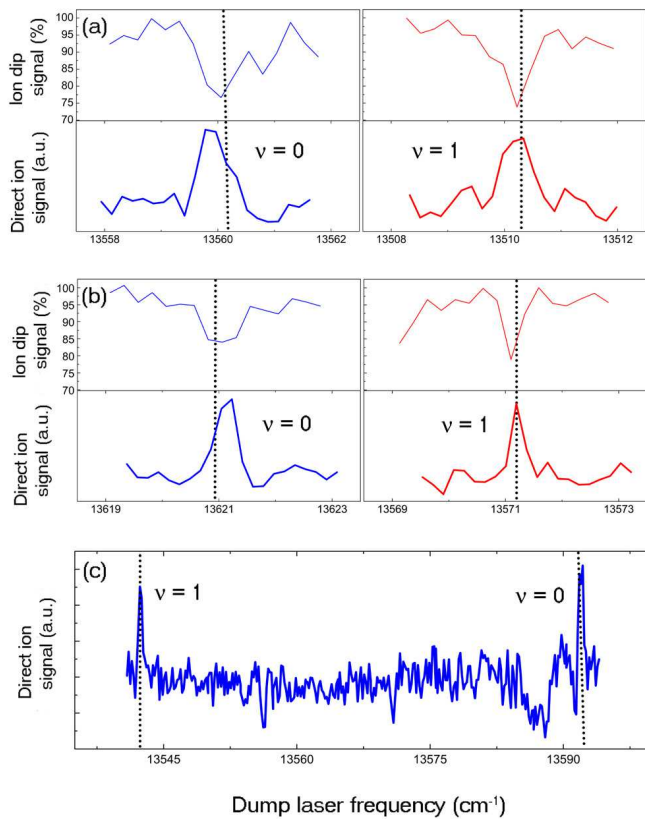 (a)
Ion dip signal (%)
100
95
90
85
80
75
70
Direct ion signal (a.u.)
ν = 0
ν = 1
13558 13560 13562
13508 13510 13512
(b)
Ion dip signal (%)
100
95
90
85
80
75
70
Direct ion signal (a.u.)
ν = 0
ν = 1
13619 13621 13623
13569 13571 13573
(c)
Direct ion signal (a.u.)
ν = 1
ν = 0
13545 13560 13575 13590
Dump laser frequency (cm⁻¹)